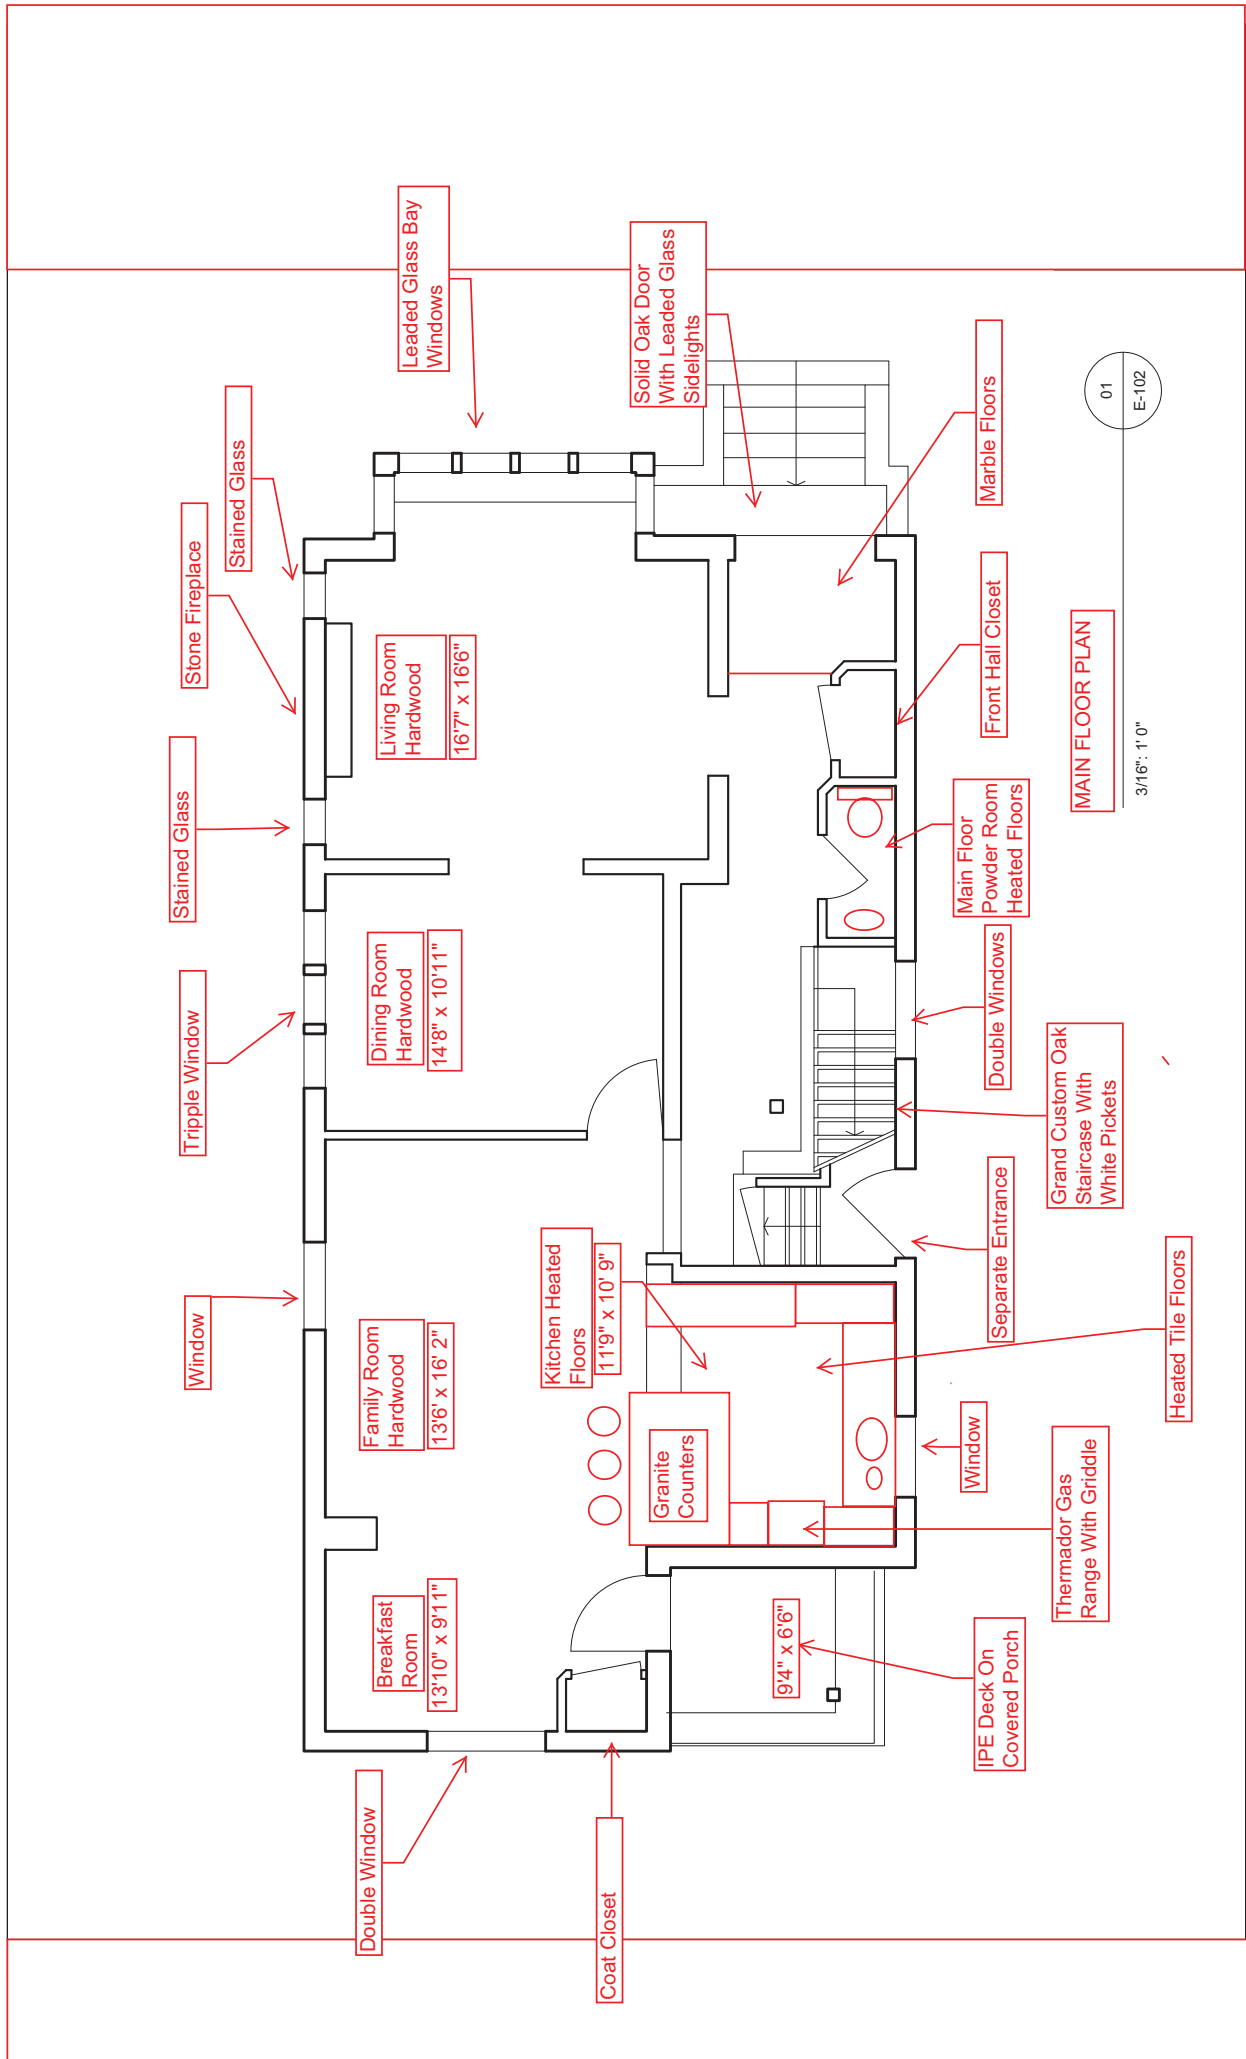 Double Window
Window
Tripple Window
Stained Glass
Stone Fireplace
Stained Glass
Leaded Glass Bay
Windows
Breakfast
Room
13'10" x 9'11"
Family Room
Hardwood
13'6' x 16' 2"
Dining Room
Hardwood
14'8" x 10'11"
Living Room
Hardwood
16'7" x 16'6"
Coat Closet
Kitchen Heated
Floors
11'9" x 10' 9"
Granite
Counters
Solid Oak Door
With Leaded Glass
Sidelights
9'4" x 6'6"
IPE Deck On
Covered Porch
Thermador Gas
Range With Griddle
Window
Heated Tile Floors
Separate Entrance
Grand Custom Oak
Staircase With
White Pickets
Double Windows
Main Floor
Powder Room
Heated Floors
Front Hall Closet
Marble Floors
MAIN FLOOR PLAN
3/16": 1' 0"
01
E-102